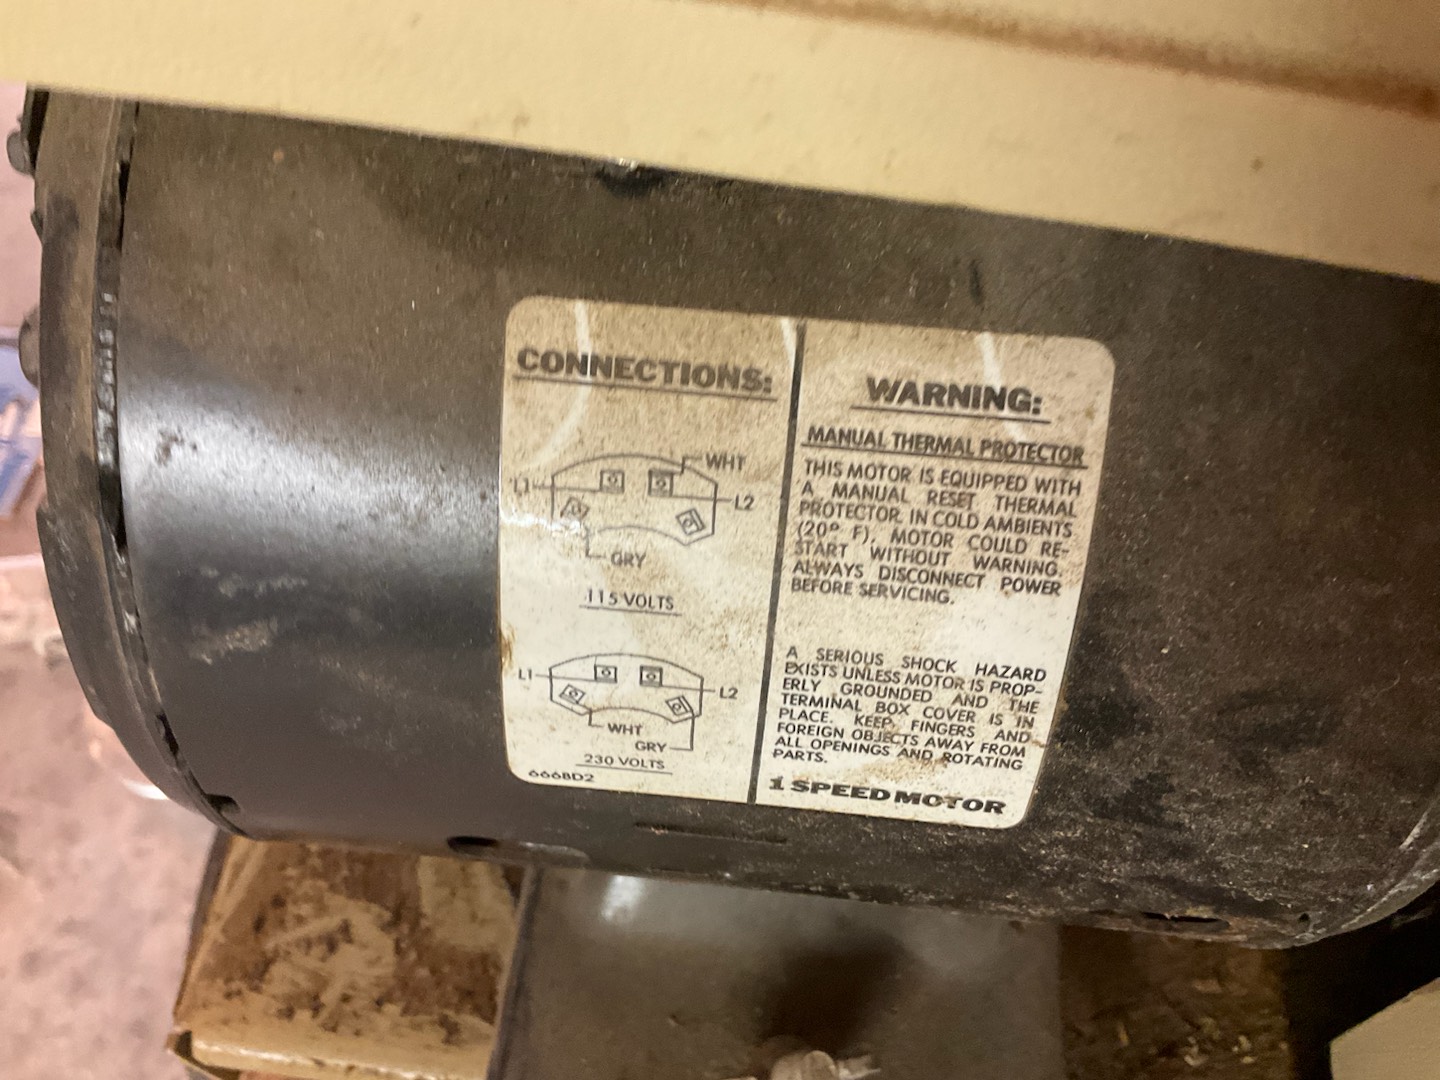 CONNECTIONS:
WHT
L1
L2
GRY
115 VOLTS
L1
L2
WHT
GRY
230 VOLTS
666BD2
WARNING:
MANUAL THERMAL PROTECTOR
THIS MOTOR IS EQUIPPED WITH
A MANUAL RESET THERMAL
PROTECTOR. IN COLD AMBIENTS
(20° F), MOTOR COULD RE-
START WITHOUT WARNING.
ALWAYS DISCONNECT POWER
BEFORE SERVICING.
A SERIOUS SHOCK HAZARD
EXISTS UNLESS MOTOR IS PROP-
ERLY GROUNDED AND THE
TERMINAL BOX COVER IS IN
PLACE. KEEP FINGERS AND
FOREIGN OBJECTS AWAY FROM
ALL OPENINGS AND ROTATING
PARTS.
1 SPEED MOTOR